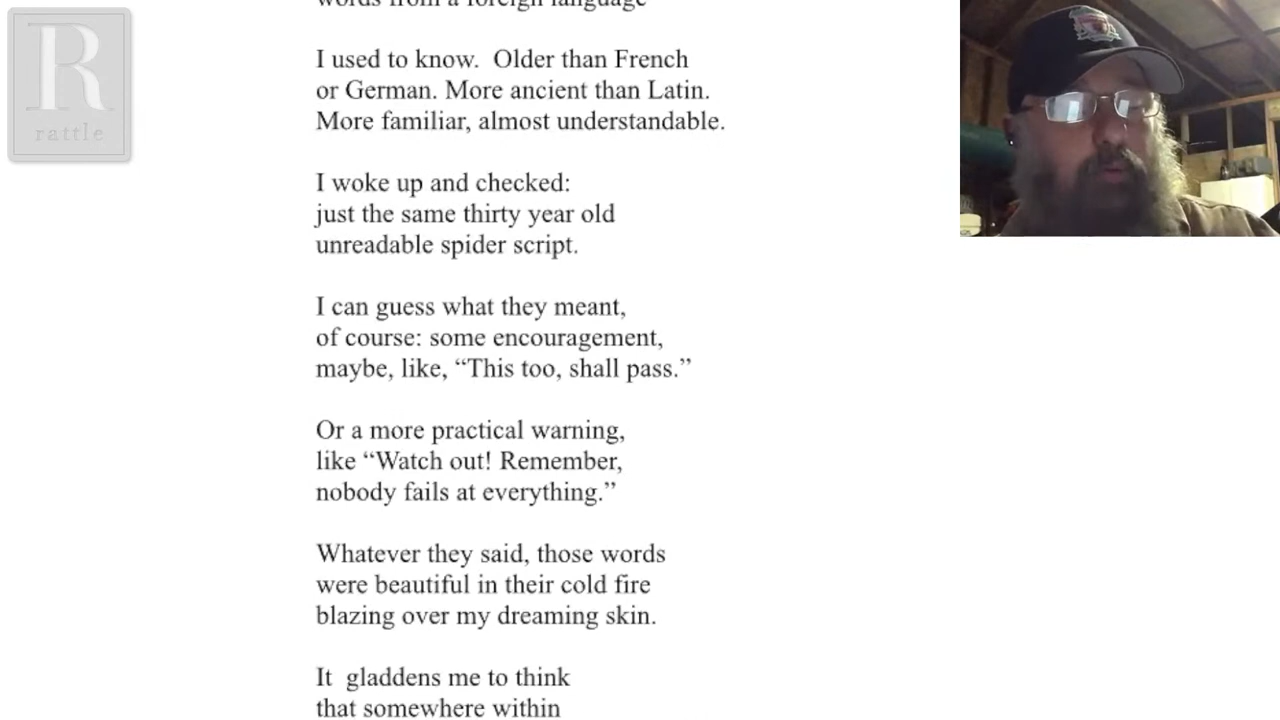 R
rattle
words from a foreign language
I used to know.  Older than French
or German. More ancient than Latin.
More familiar, almost understandable.
I woke up and checked:
just the same thirty year old
unreadable spider script.
I can guess what they meant,
of course: some encouragement,
maybe, like, “This too, shall pass.”
Or a more practical warning,
like “Watch out! Remember,
nobody fails at everything.”
Whatever they said, those words
were beautiful in their cold fire
blazing over my dreaming skin.
It  gladdens me to think
that somewhere within